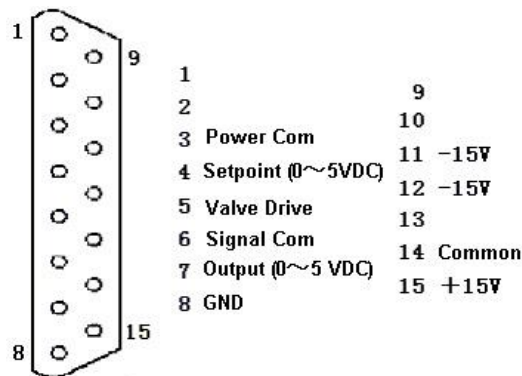 1
9
8
15
1
2
3 Power Com
4 Setpoint (0~5VDC)
5 Valve Drive
6 Signal Com
7 Output (0~5 VDC)
8 GND
9
10
11 -15V
12 -15V
13
14 Common
15 +15V